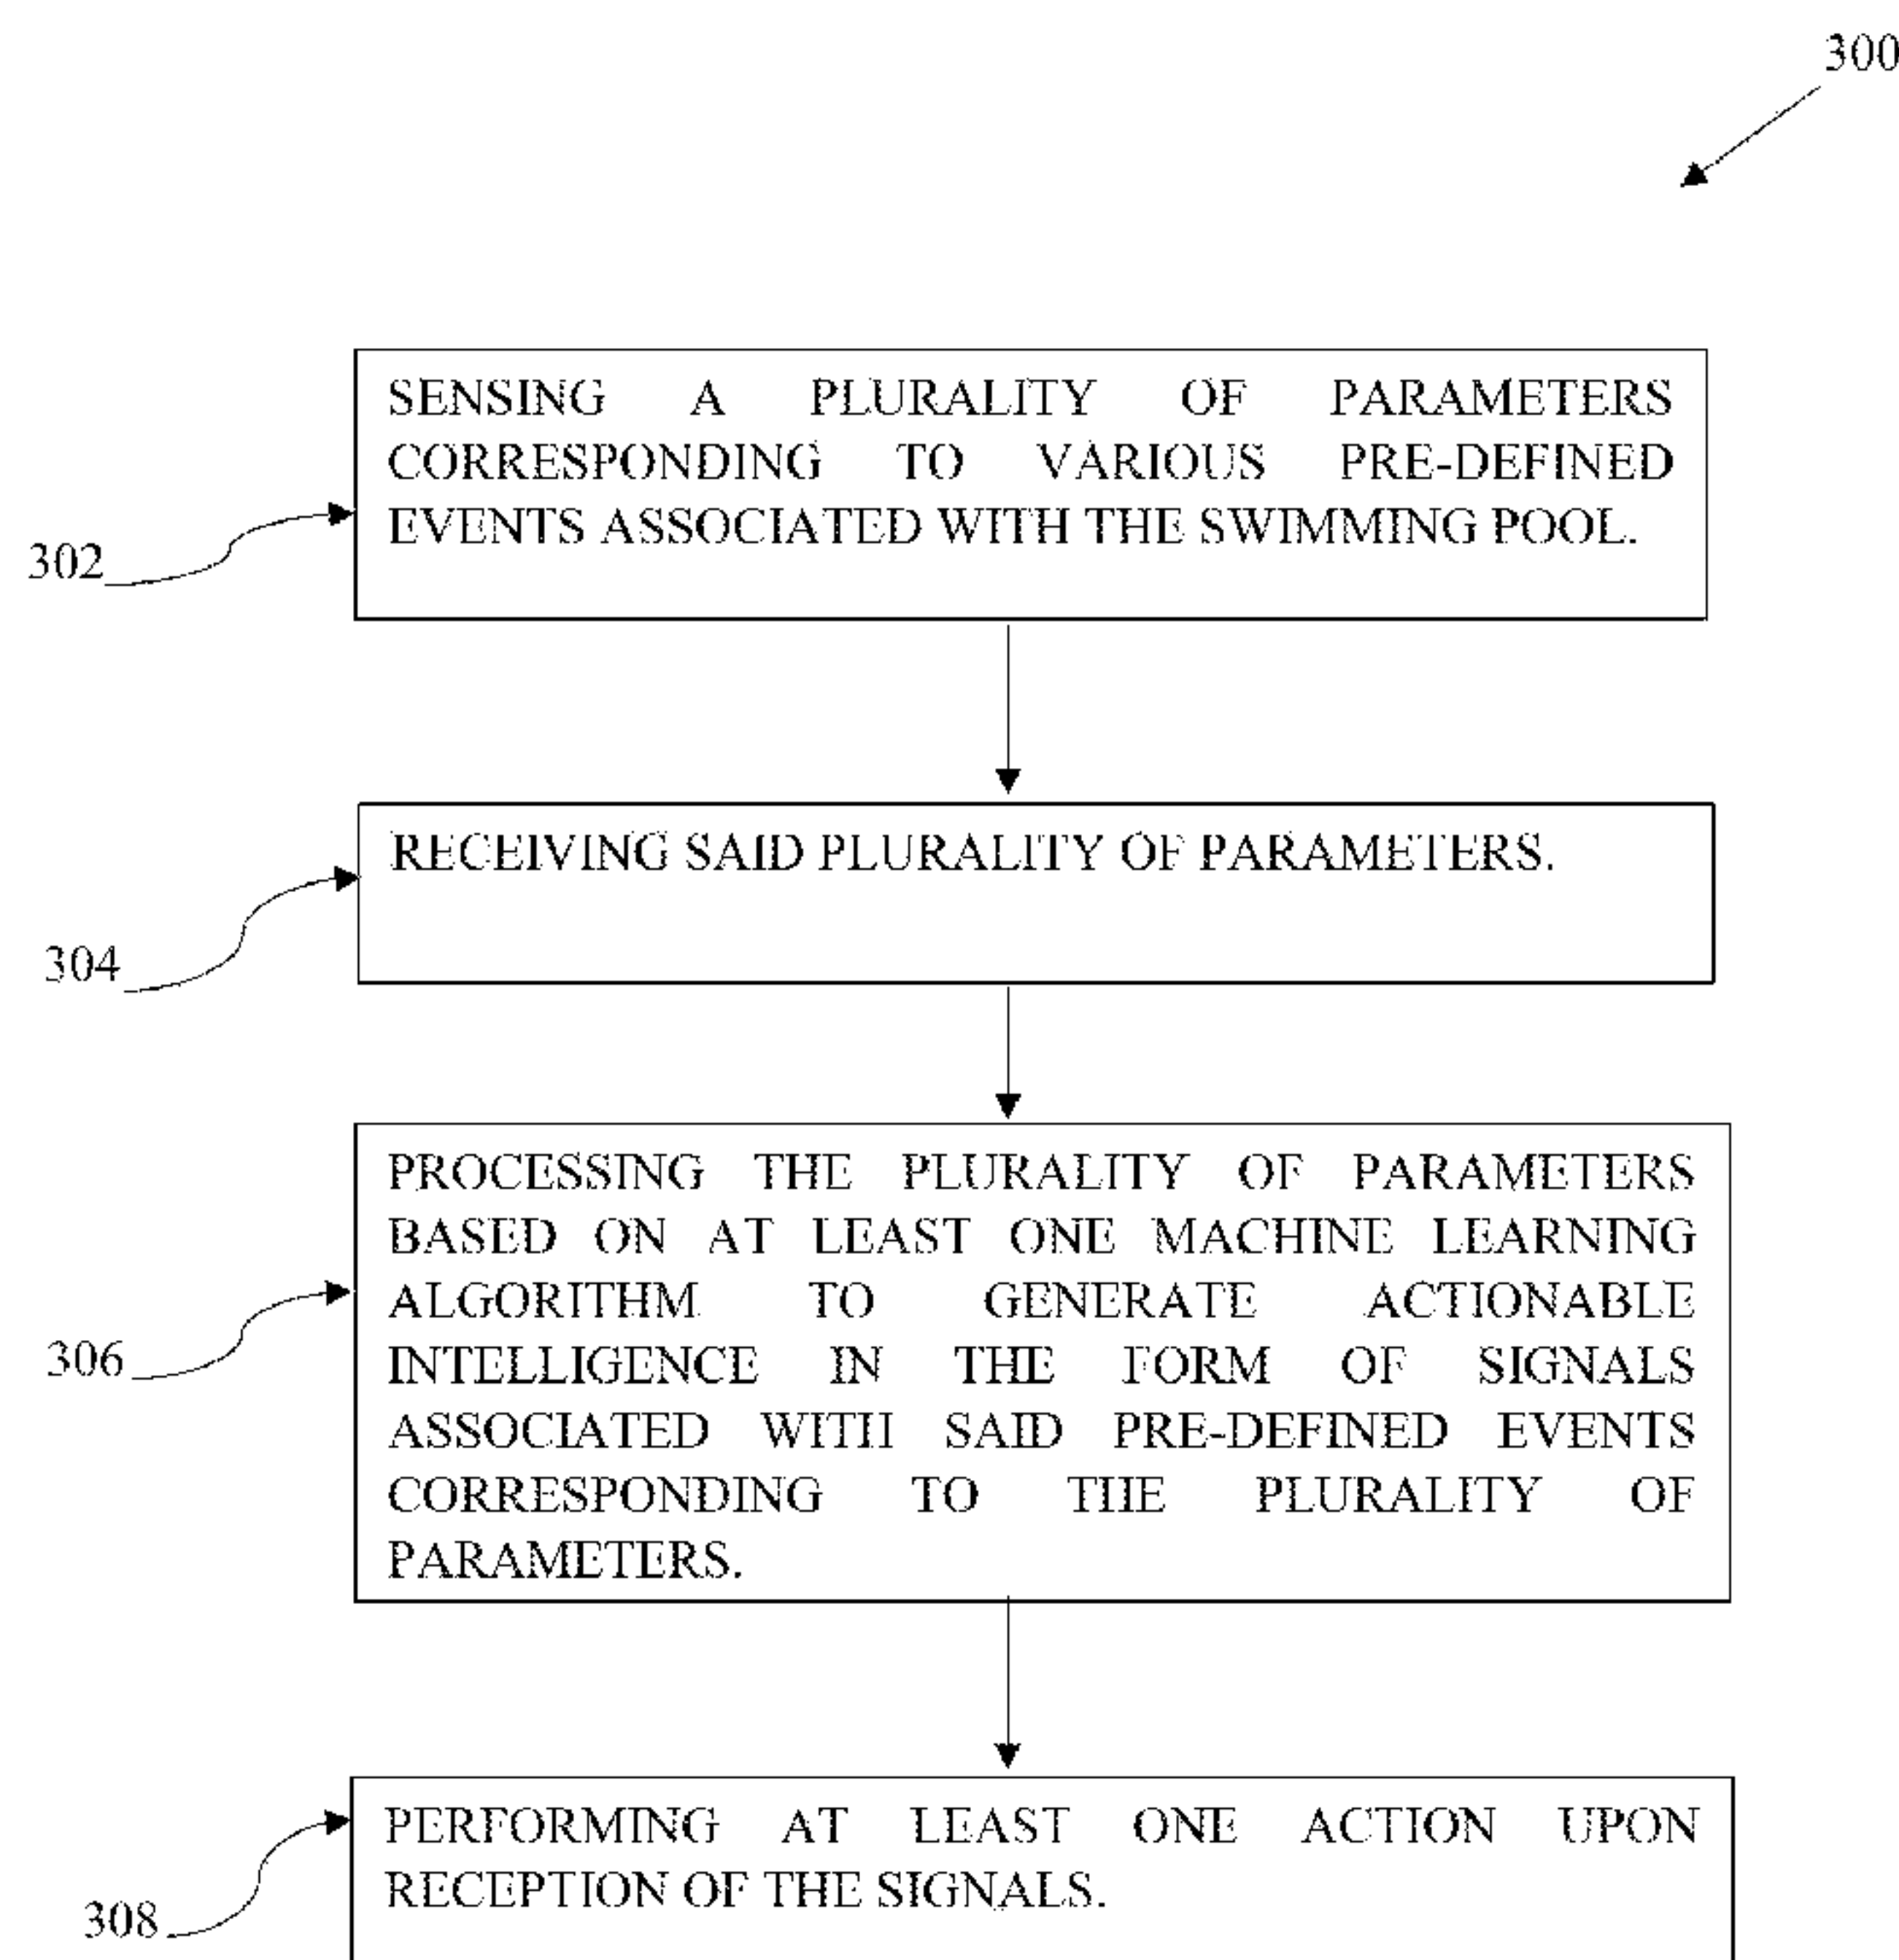 300
SENSING A PLURALITY OF PARAMETERS
CORRESPONDING TO VARIOUS PRE-DEFINED
EVENTS ASSOCIATED WITH THE SWIMMING POOL.
302
RECEIVING SAID PLURALITY OF PARAMETERS.
304
PROCESSING THE PLURALITY OF PARAMETERS
BASED ON AT LEAST ONE MACHINE LEARNING
ALGORITHM TO GENERATE ACTIONABLE
INTELLIGENCE IN THE FORM OF SIGNALS
ASSOCIATED WITH SAID PRE-DEFINED EVENTS
CORRESPONDING TO THE PLURALITY OF
PARAMETERS.
306
PERFORMING AT LEAST ONE ACTION UPON
RECEPTION OF THE SIGNALS.
308